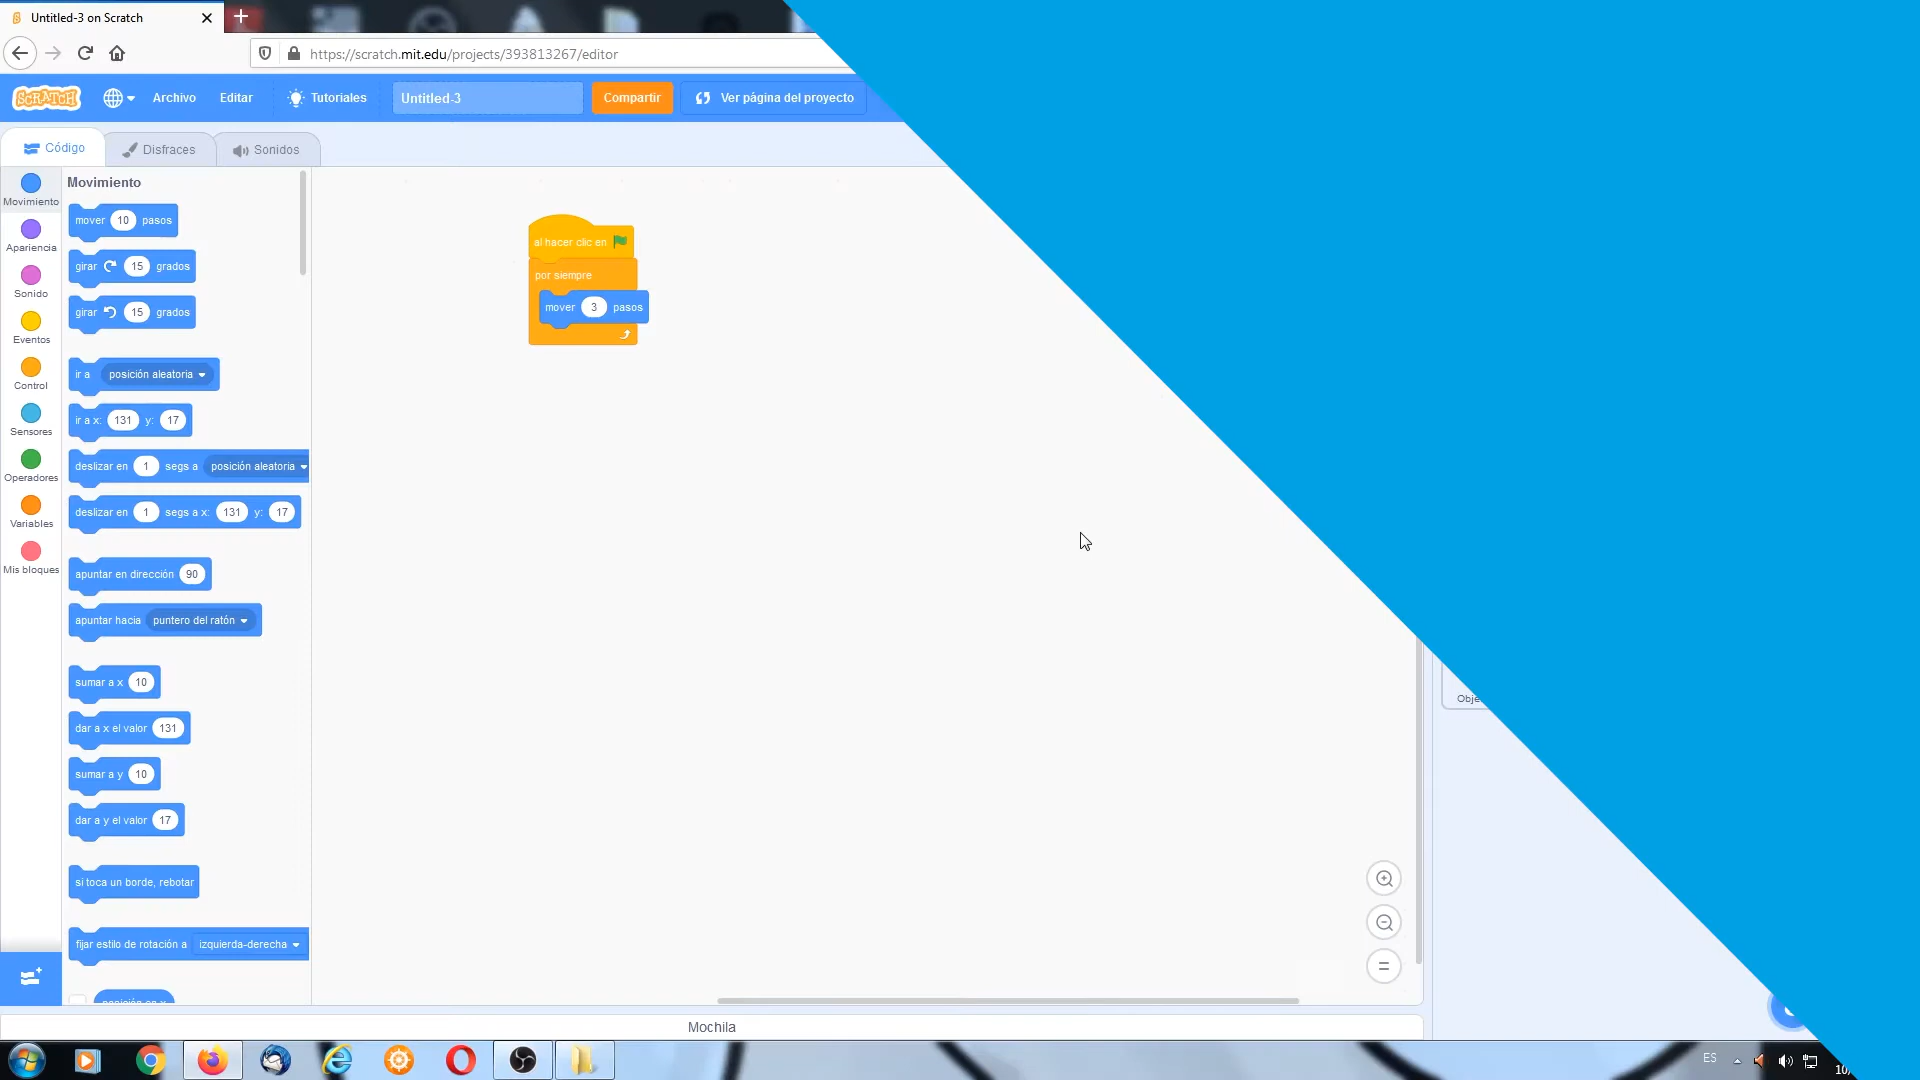 Untitled-3 on Scratch
https://scratch.mit.edu/projects/393813267/editor
SCRATCH Archivo Editar Tutoriales Untitled-3 Compartir Ver página del proyecto
Código Disfraces Sonidos
Movimiento
Apariencia
Sonido
Eventos
Control
Sensores
Operadores
Variables
Mis bloques
Movimiento
mover 10 pasos
girar 15 grados
girar 15 grados
ir a posición aleatoria
ir a x: 131 y: 17
deslizar en 1 segs a posición aleatoria
deslizar en 1 segs a x: 131 y: 17
apuntar en dirección 90
apuntar hacia puntero del ratón
sumar a x 10
dar a x el valor 131
sumar a y 10
dar a y el valor 17
si toca un borde, rebotar
fijar estilo de rotación a izquierda-derecha
posición en x
al hacer clic en
por siempre
mover 3 pasos
Obje
Mochila
ES
10